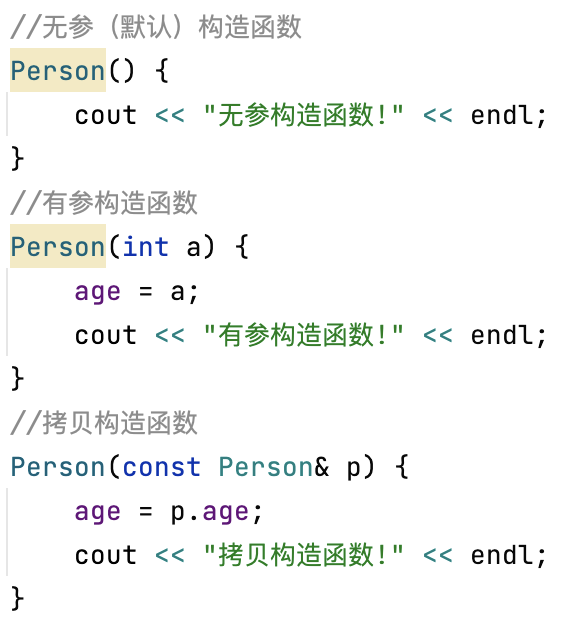 //无参（默认）构造函数
Person() {
    cout << "无参构造函数!" << endl;
}
//有参构造函数
Person(int a) {
    age = a;
    cout << "有参构造函数!" << endl;
}
//拷贝构造函数
Person(const Person& p) {
    age = p.age;
    cout << "拷贝构造函数!" << endl;
}